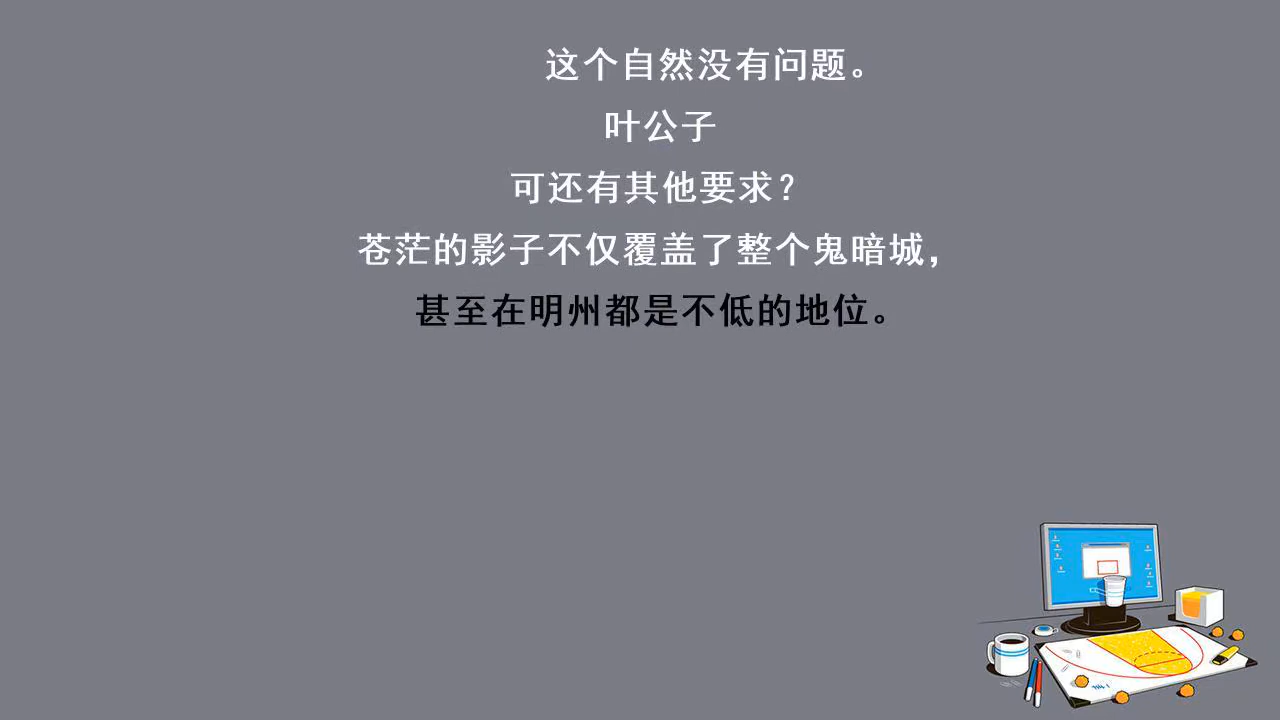 这个自然没有问题。
叶公子
可还有其他要求？
苍茫的影子不仅覆盖了整个鬼暗城，
甚至在明州都是不低的地位。